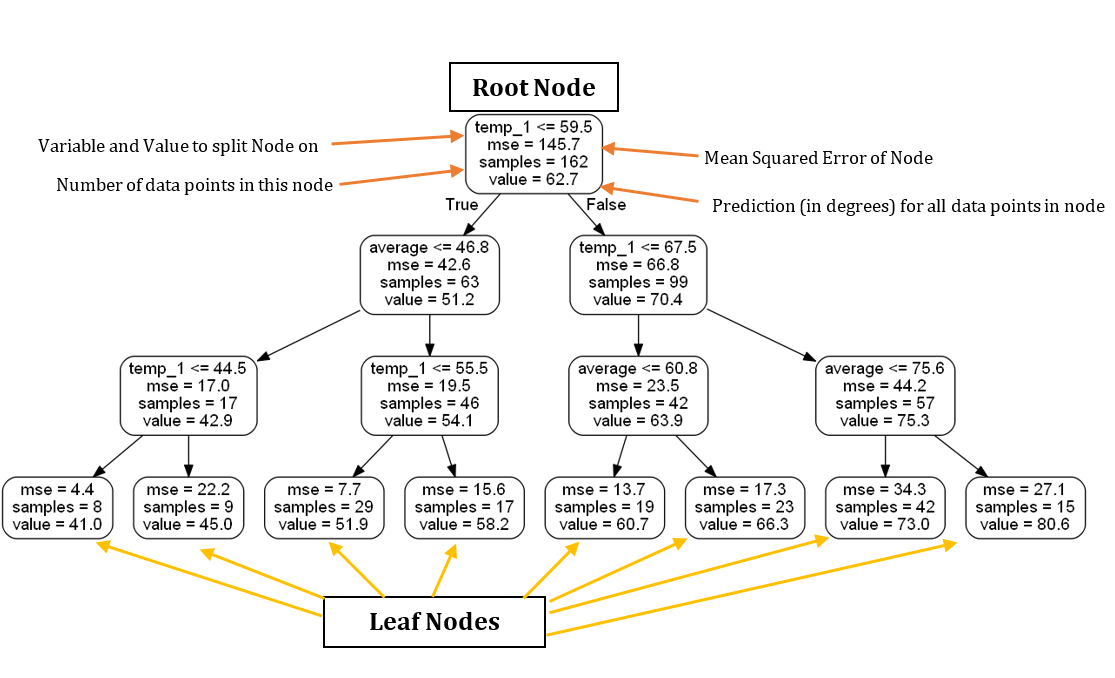 Root Node
Variable and Value to split Node on
Number of data points in this node
temp_1 <= 59.5
mse = 145.7
samples = 162
value = 62.7
Mean Squared Error of Node
Prediction (in degrees) for all data points in node
True
False
average <= 46.8
mse = 42.6
samples = 63
value = 51.2
temp_1 <= 67.5
mse = 66.8
samples = 99
value = 70.4
temp_1 <= 44.5
mse = 17.0
samples = 17
value = 42.9
temp_1 <= 55.5
mse = 19.5
samples = 46
value = 54.1
average <= 60.8
mse = 23.5
samples = 42
value = 63.9
average <= 75.6
mse = 44.2
samples = 57
value = 75.3
mse = 4.4
samples = 8
value = 41.0
mse = 22.2
samples = 9
value = 45.0
mse = 7.7
samples = 29
value = 51.9
mse = 15.6
samples = 17
value = 58.2
mse = 13.7
samples = 19
value = 60.7
mse = 17.3
samples = 23
value = 66.3
mse = 34.3
samples = 42
value = 73.0
mse = 27.1
samples = 15
value = 80.6
Leaf Nodes